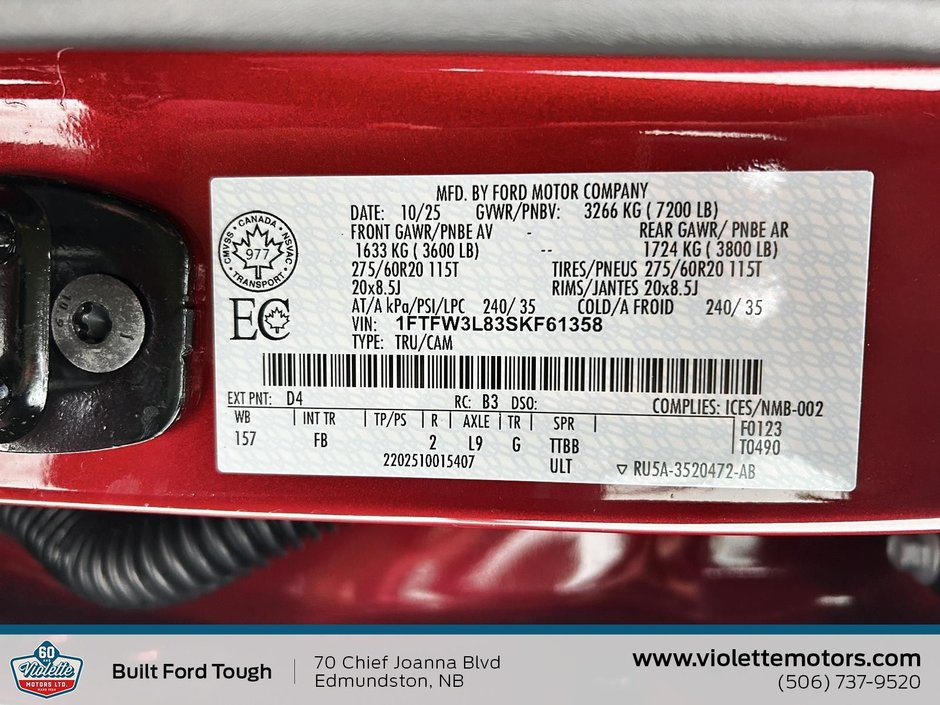 MFD. BY FORD MOTOR COMPANY
DATE: 10/25 GVWR/PNBV: 3266 KG ( 7200 LB)
FRONT GAWR/PNBE AV - REAR GAWR/ PNBE AR
1633 KG ( 3600 LB) -- 1724 KG ( 3800 LB)
275/60R20 115T TIRES/PNEUS 275/60R20 115T
20x8.5J RIMS/JANTES 20x8.5J
AT/A kPa/PSI/LPC 240/ 35 COLD/A FROID 240/ 35
VIN: 1FTFW3L83SKF61358
TYPE: TRU/CAM
CANADA
CMVSS 977 NSVAC
TRANSPORT
EC
EXT PNT: D4 RC: B3 DSO: COMPLIES: ICES/NMB-002
WB | INT TR | TP/PS | R | AXLE | TR | SPR | F0123
157 FB 2 L9 G TTBB T0490
2202510015407 ULT RU5A-3520472-AB
10.9
60
Violette
MOTORS LTD.
Built Ford Tough
70 Chief Joanna Blvd
Edmundston, NB
www.violettemotors.com
(506) 737-9520